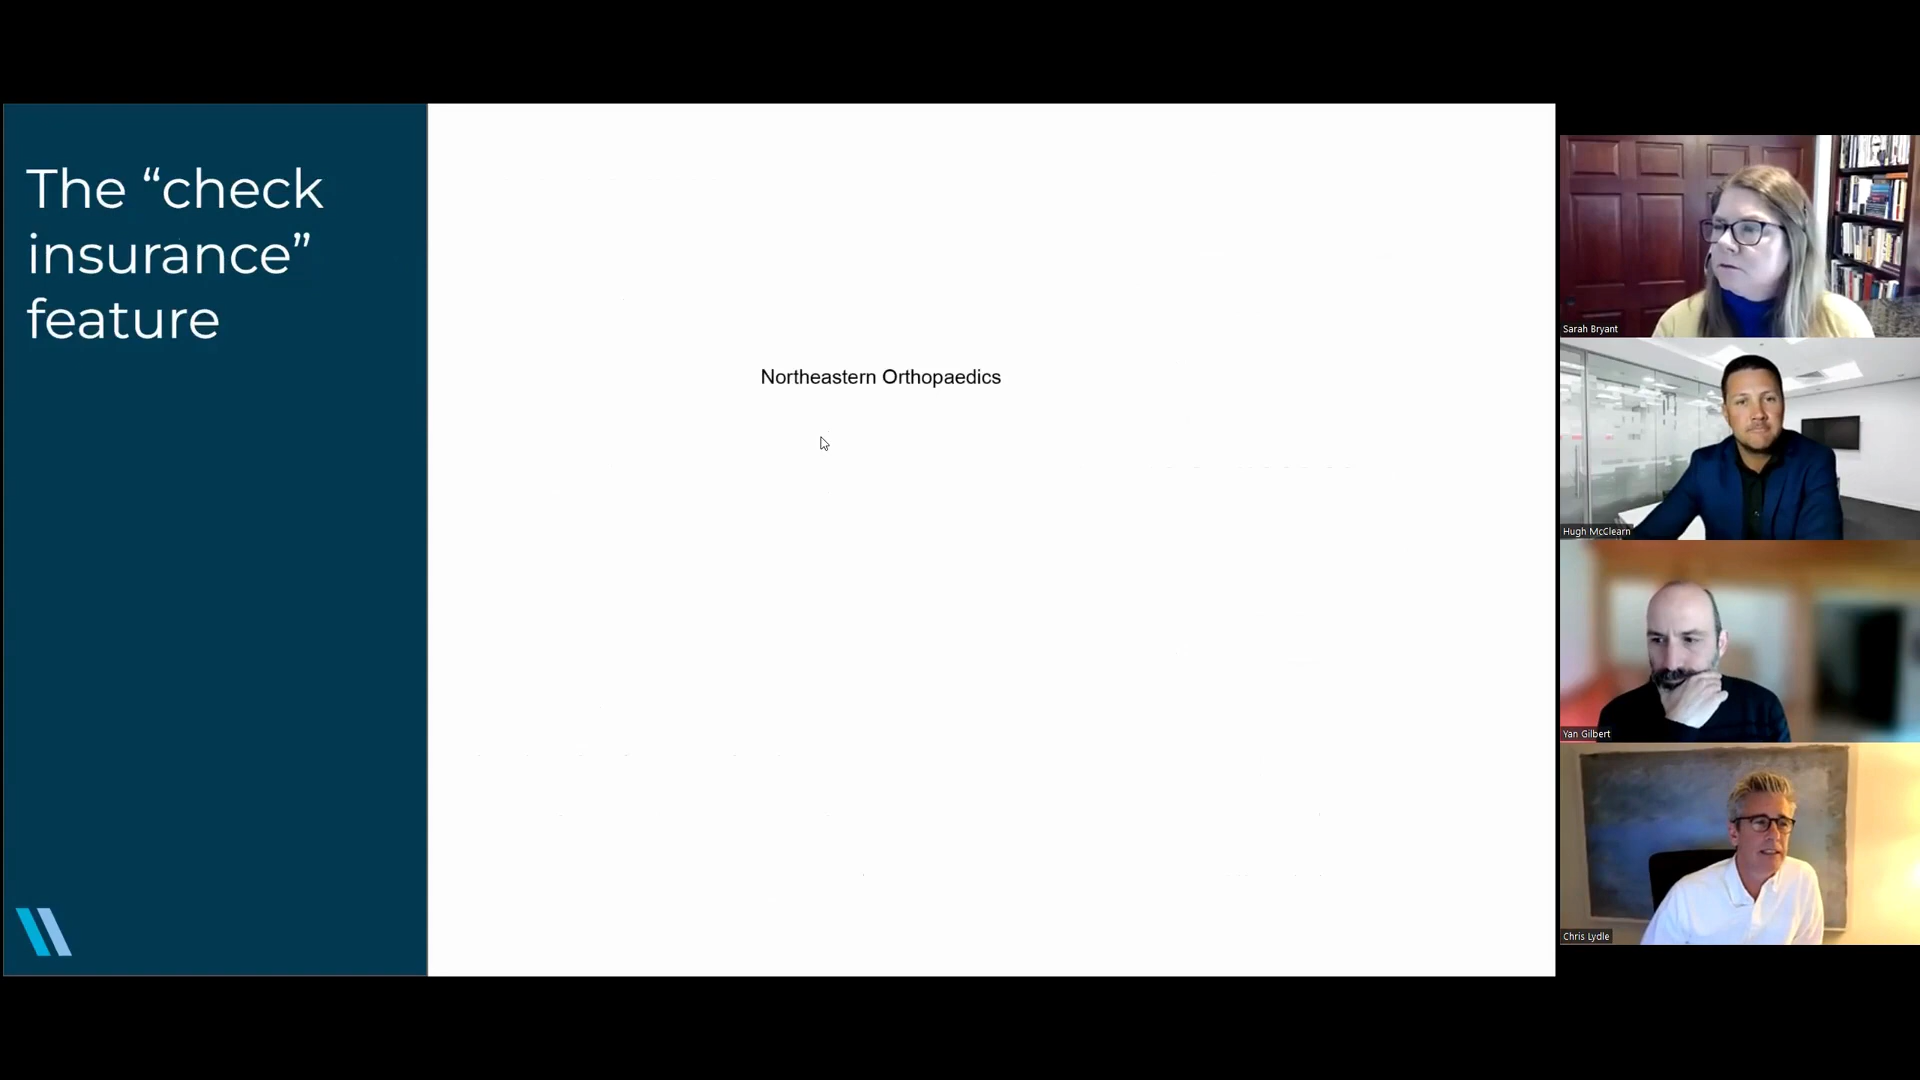 The “check
insurance”
feature
Northeastern Orthopaedics
Sarah Bryant
Hugh McClearn
Yan Gilbert
Chris Lydle